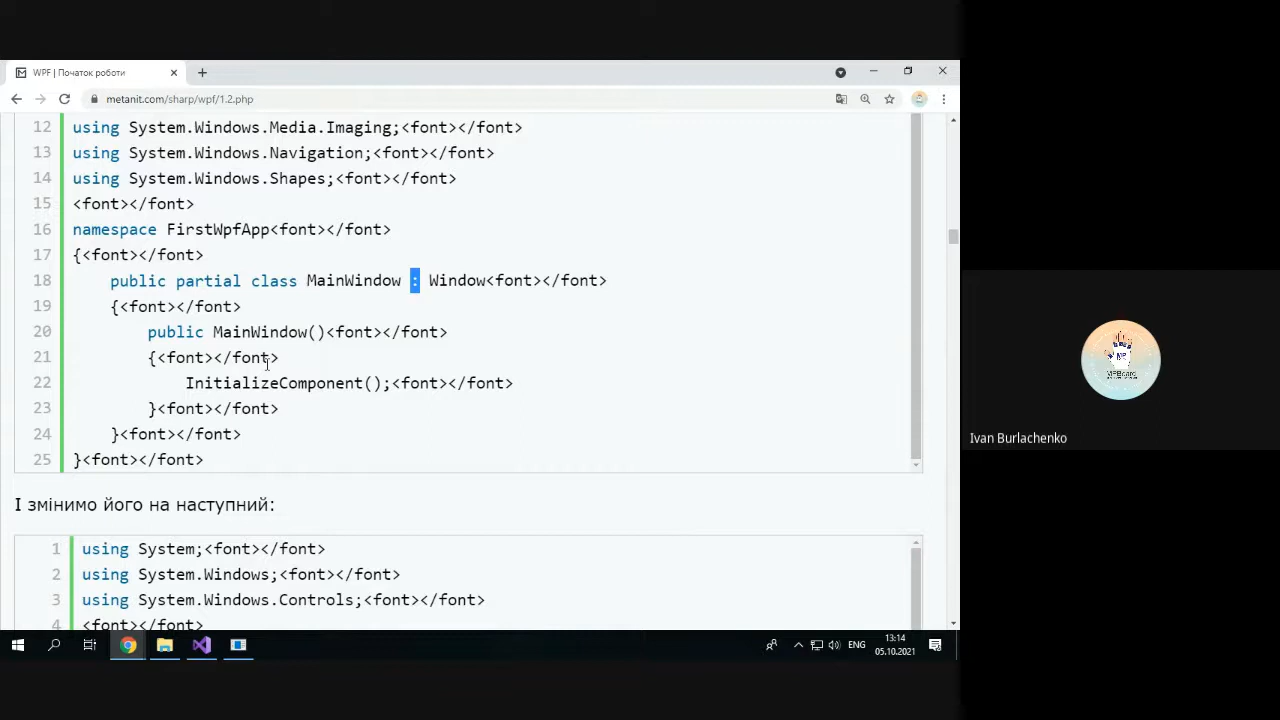 WPF | Початок роботи
metanit.com/sharp/wpf/1.2.php
12 using System.Windows.Media.Imaging;<font></font>
13 using System.Windows.Navigation;<font></font>
14 using System.Windows.Shapes;<font></font>
15 <font></font>
16 namespace FirstWpfApp<font></font>
17 {<font></font>
18 public partial class MainWindow : Window<font></font>
19 {<font></font>
20 public MainWindow()<font></font>
21 {<font></font>
22 InitializeComponent();<font></font>
23 }<font></font>
24 }<font></font>
25 }<font></font>
І змінимо його на наступний:
1 using System;<font></font>
2 using System.Windows;<font></font>
3 using System.Windows.Controls;<font></font>
4 <font></font>
ENG
13:14
05.10.2021
Ivan Burlachenko